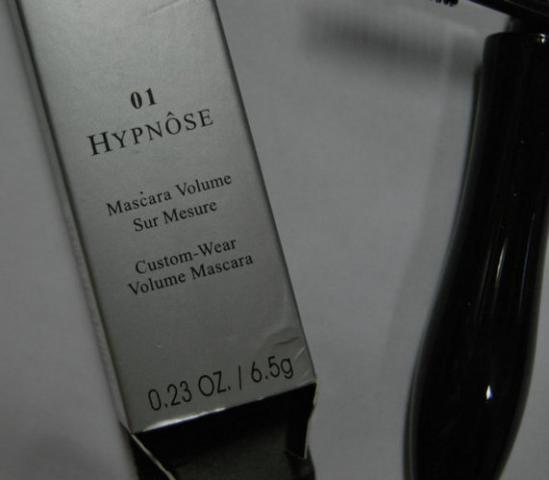 01
HYPNÔSE
Mascara Volume
Sur Mesure
Custom-Wear
Volume Mascara
0.23 OZ. / 6.5g